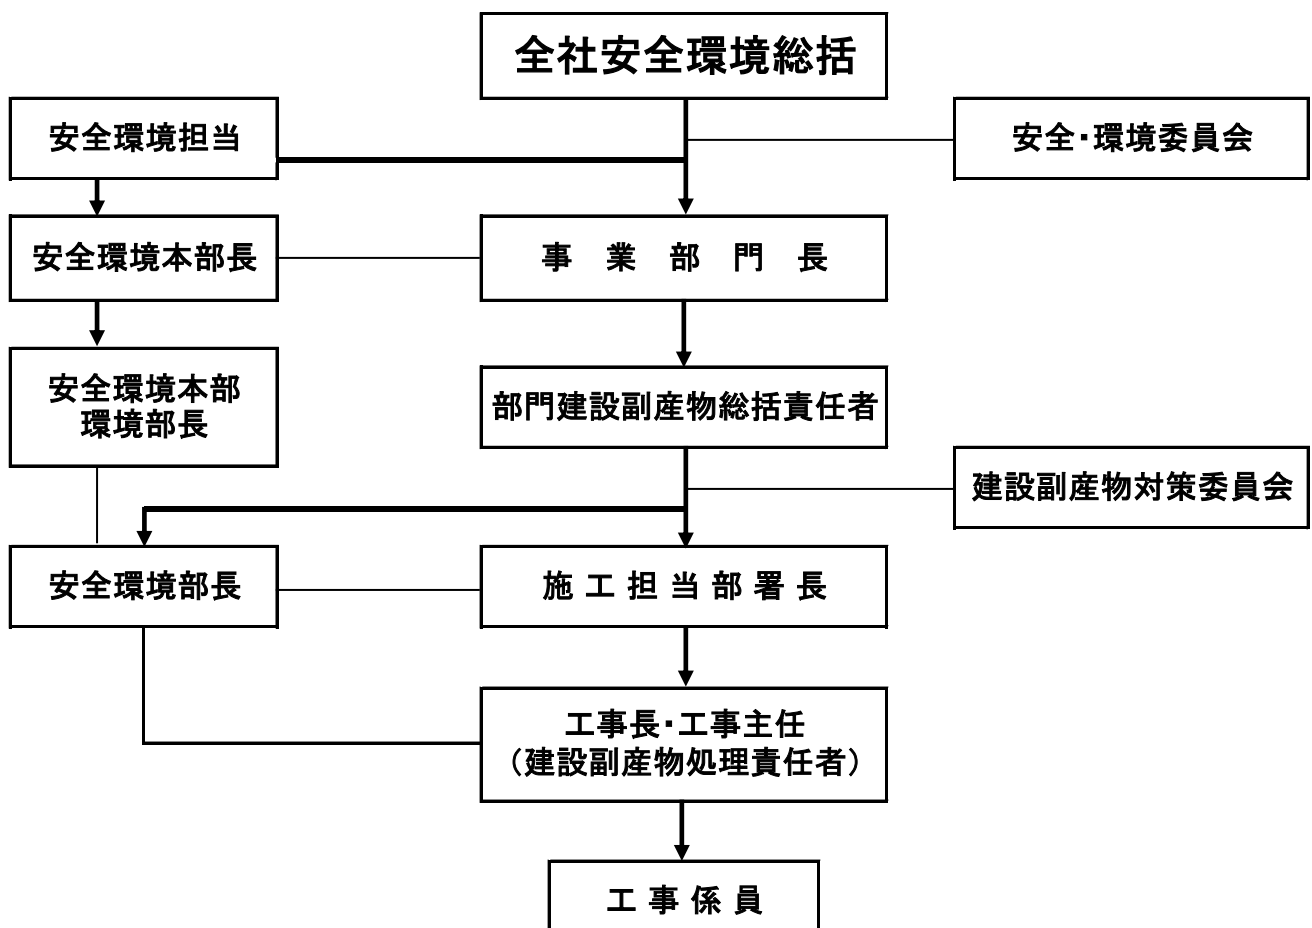 全社安全環境総括
安全環境担当
安全・環境委員会
安全環境本部長
事業部門長
安全環境本部
環境部長
部門建設副産物総括責任者
建設副産物対策委員会
安全環境部長
施工担当部署長
工事長・工事主任
（建設副産物処理責任者）
工事係員